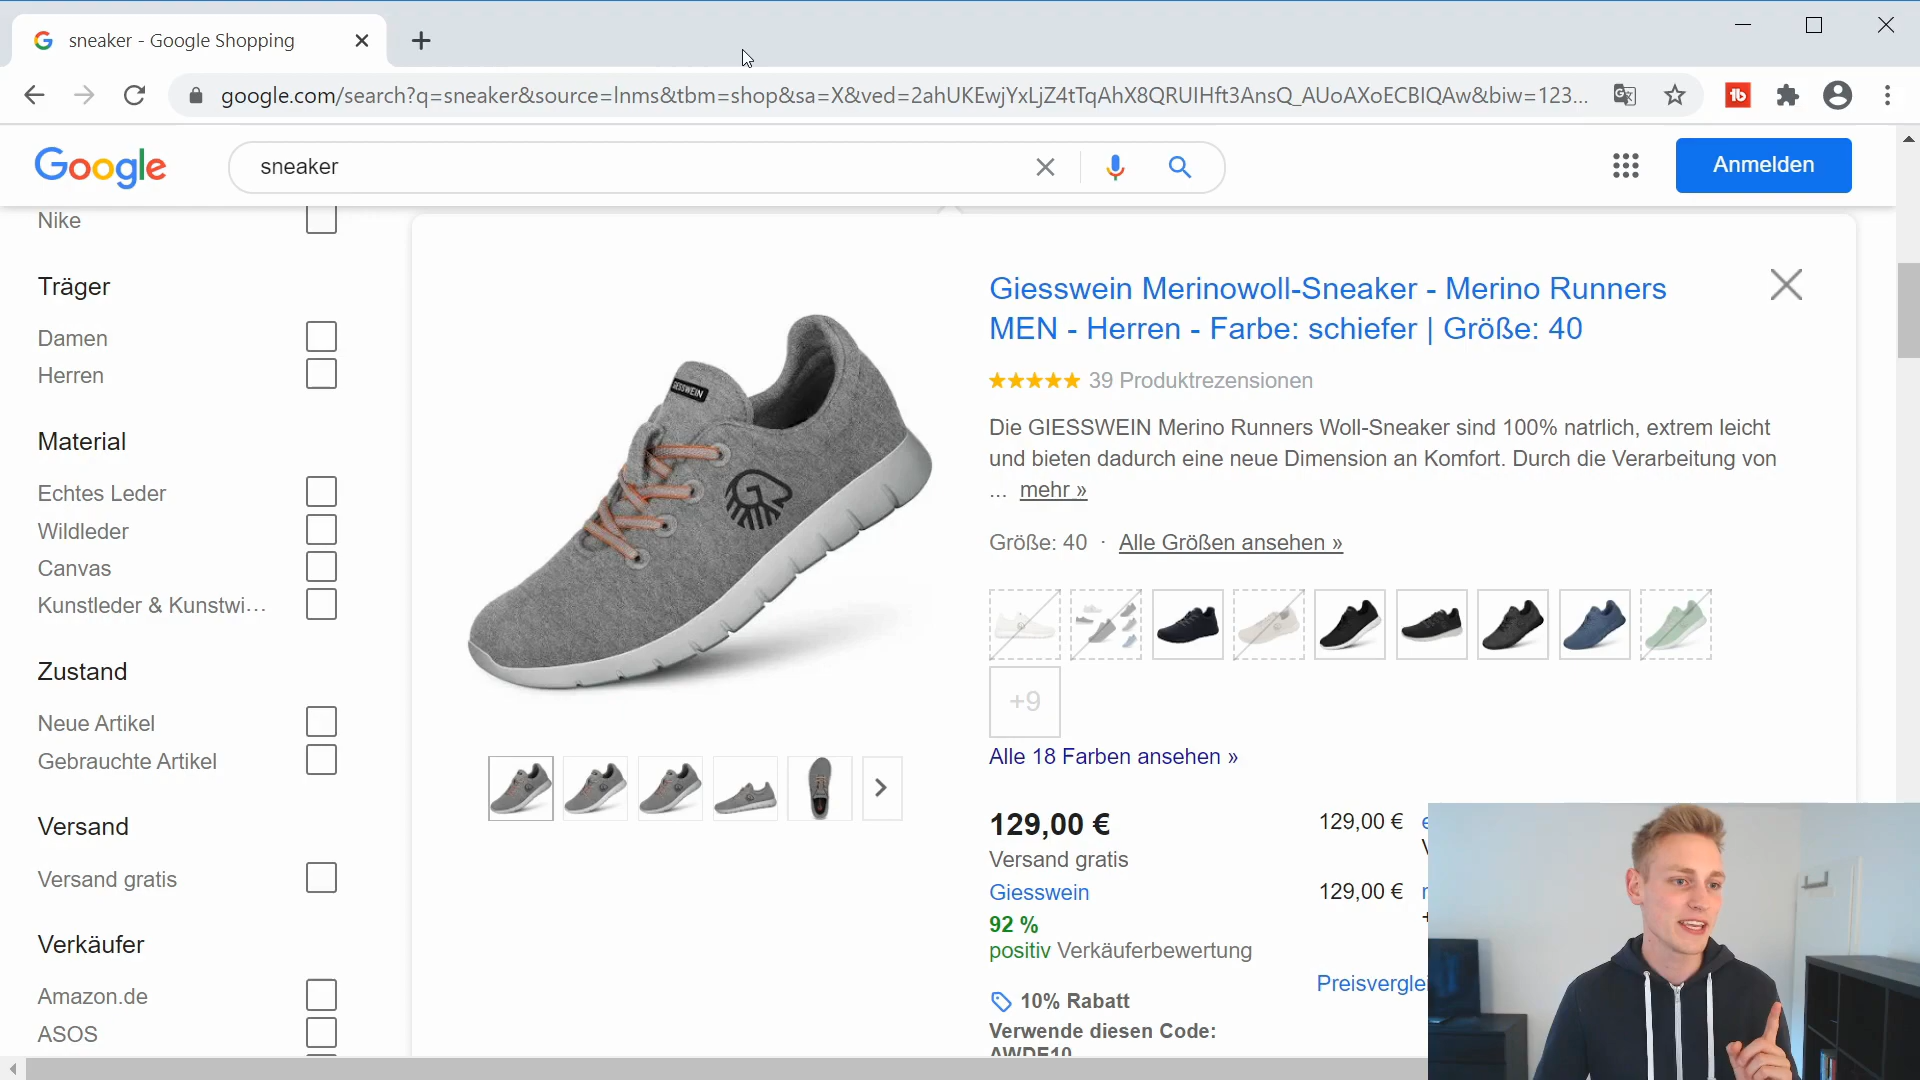 sneaker - Google Shopping
google.com/search?q=sneaker&source=lnms&tbm=shop&sa=X&ved=2ahUKEwjYxLjZ4tTqAhX8QRUIHft3AnsQ_AUoAXoECBIQAw&biw=123...
Google
sneaker
Anmelden
Nike
Träger
Damen
Herren
Material
Echtes Leder
Wildleder
Canvas
Kunstleder & Kunstwi...
Zustand
Neue Artikel
Gebrauchte Artikel
Versand
Versand gratis
Verkäufer
Amazon.de
ASOS
GIESSWEIN
Giesswein Merinowoll-Sneaker - Merino Runners
MEN - Herren - Farbe: schiefer | Größe: 40
39 Produktrezensionen
Die GIESSWEIN Merino Runners Woll-Sneaker sind 100% natrlich, extrem leicht
und bieten dadurch eine neue Dimension an Komfort. Durch die Verarbeitung von
... mehr »
Größe: 40 · Alle Größen ansehen »
+9
Alle 18 Farben ansehen »
129,00 €
Versand gratis
Giesswein
92 %
positiv Verkäuferbewertung
10% Rabatt
Verwende diesen Code:
AWDE10
129,00 €
129,00 €
Preisverglei